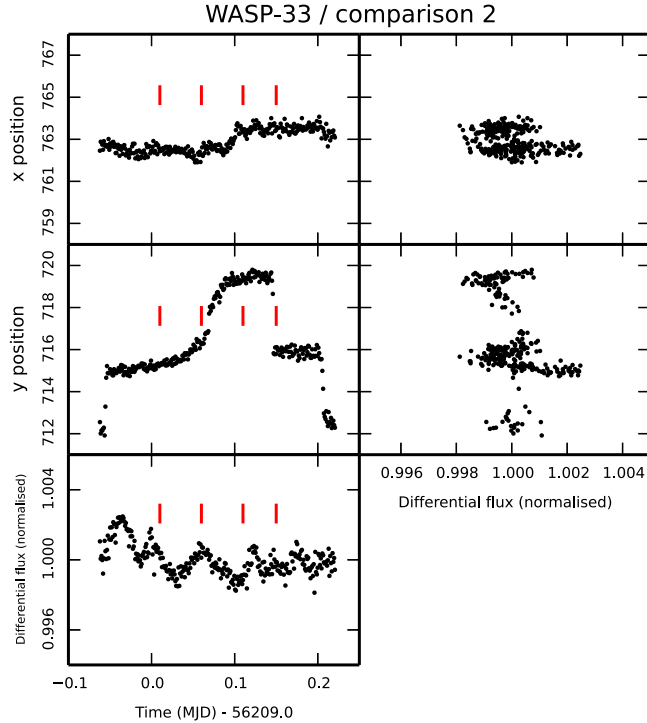 WASP-33 / comparison 2
767
765
763
761
759
x position
720
718
716
714
712
y position
0.996 0.998 1.000 1.002 1.004
Differential flux (normalised)
1.004
1.000
0.996
Differential flux (normalised)
−0.1 0.0 0.1 0.2
Time (MJD) - 56209.0